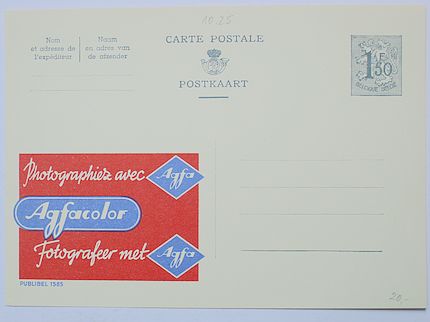 10.25
Nom et adresse de l'expéditeur
Naam en adres van de afzender
CARTE POSTALE
POSTKAART
1F50
BELGIQUE-BELGIE
Photographiez avec Agfa
Agfacolor
Fotografeer met Agfa
PUBLIBEL 1585
20.-